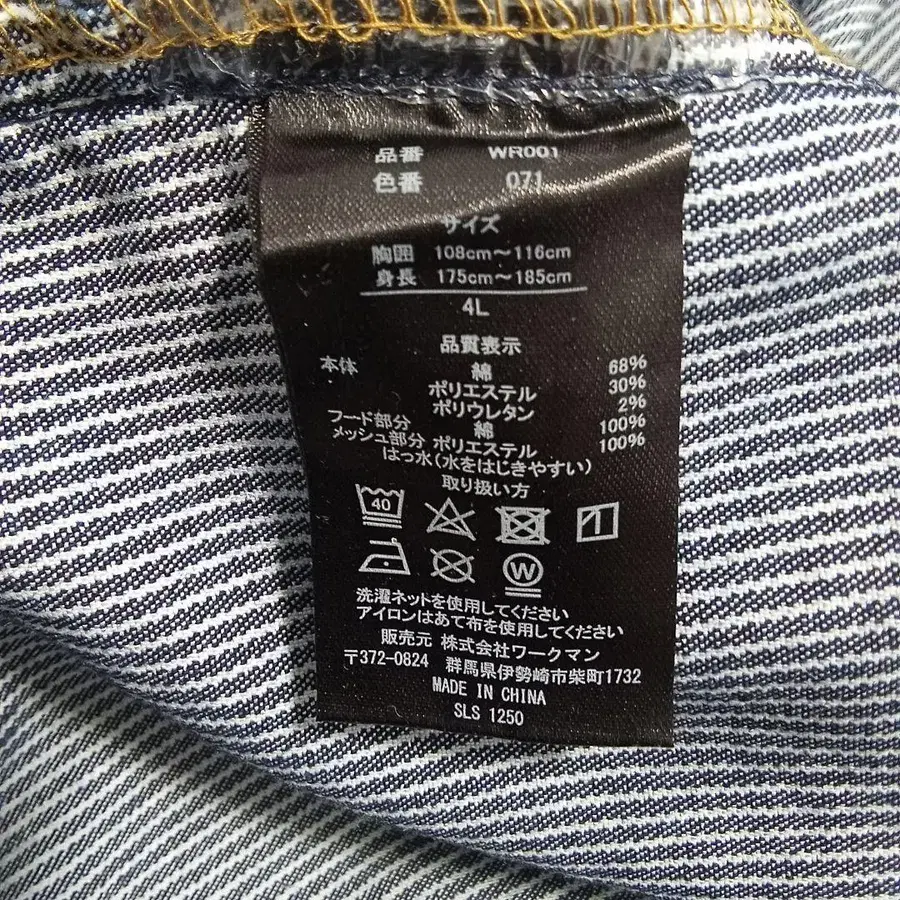 品番 WR001
色番 071
サイズ
胸囲 108cm～116cm
身長 175cm～185cm
4L
品質表示
本体 綿 68%
ポリエステル 30%
ポリウレタン 2%
フード部分 綿 100%
メッシュ部分 ポリエステル 100%
はっ水(水をはじきやすい)
取り扱い方
40
W
洗濯ネットを使用してください
アイロンはあて布を使用してください
販売元 株式会社ワークマン
〒372-0824 群馬県伊勢崎市柴町1732
MADE IN CHINA
SLS 1250